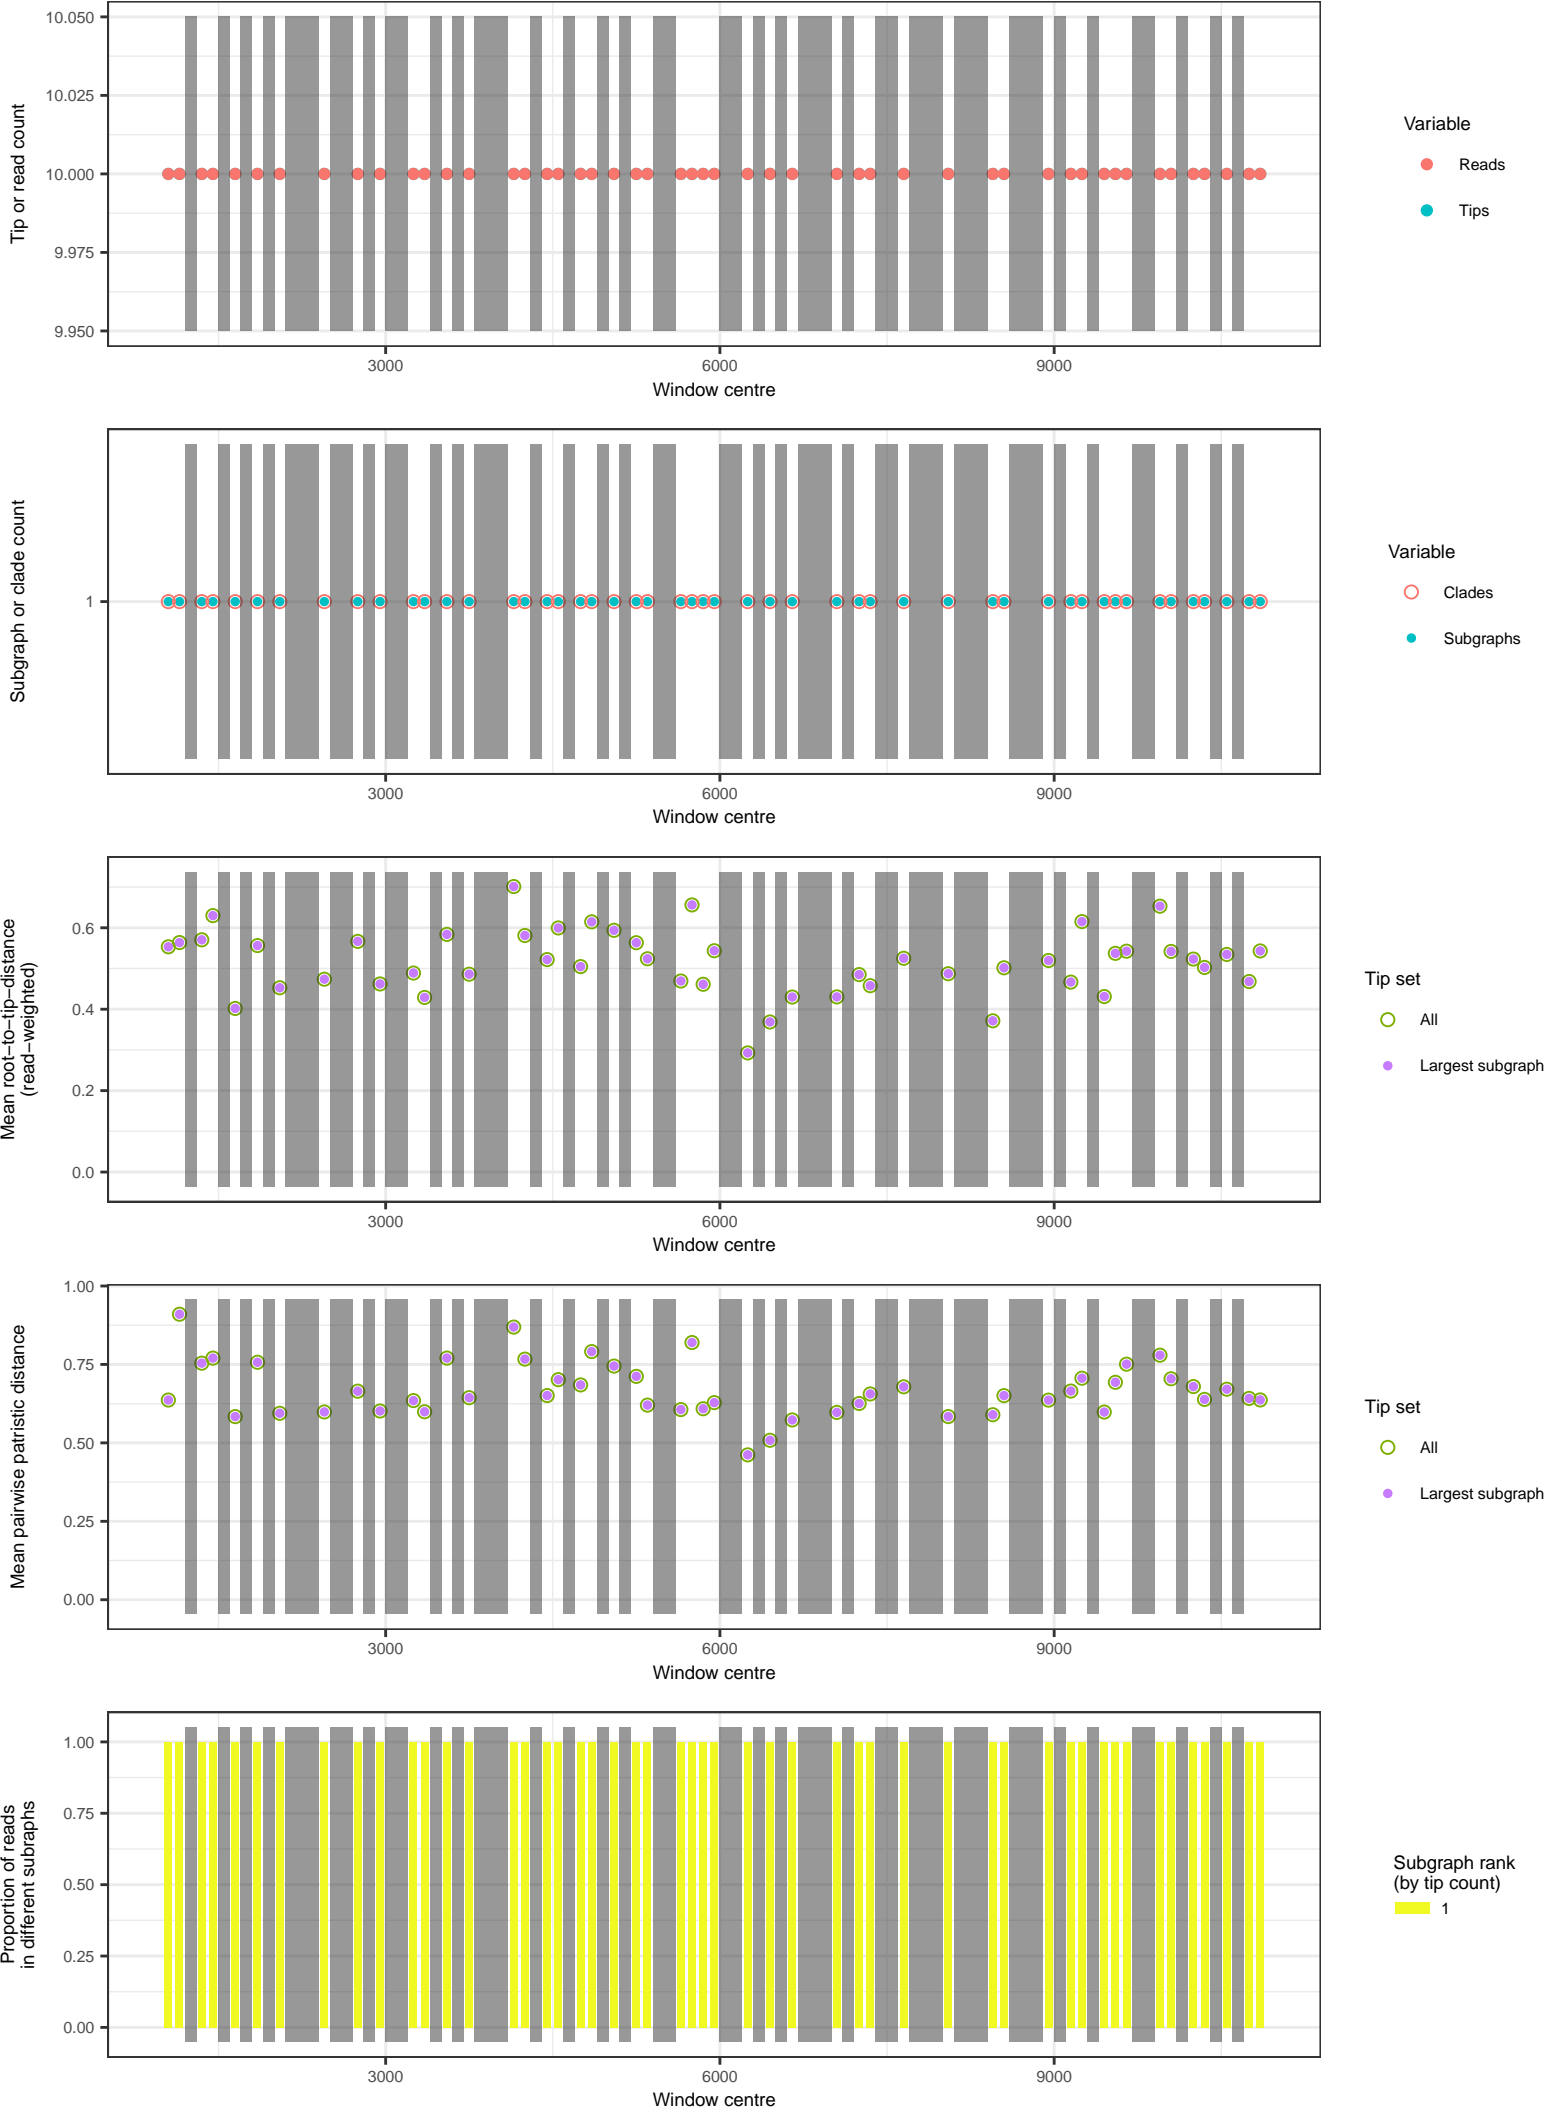 10.050
10.025
10.000
9.975
9.950
Tip or read count
3000
6000
9000
Window centre
Variable
Reads
Tips
1
Subgraph or clade count
3000
6000
9000
Window centre
Variable
Clades
Subgraphs
0.6
0.4
0.2
0.0
Mean root−to−tip−distance
(read−weighted)
3000
6000
9000
Window centre
Tip set
All
Largest subgraph
1.00
0.75
0.50
0.25
0.00
Mean pairwise patristic distance
3000
6000
9000
Window centre
Tip set
All
Largest subgraph
1.00
0.75
0.50
0.25
0.00
Proportion of reads
in different subraphs
3000
6000
9000
Window centre
Subgraph rank
(by tip count)
1